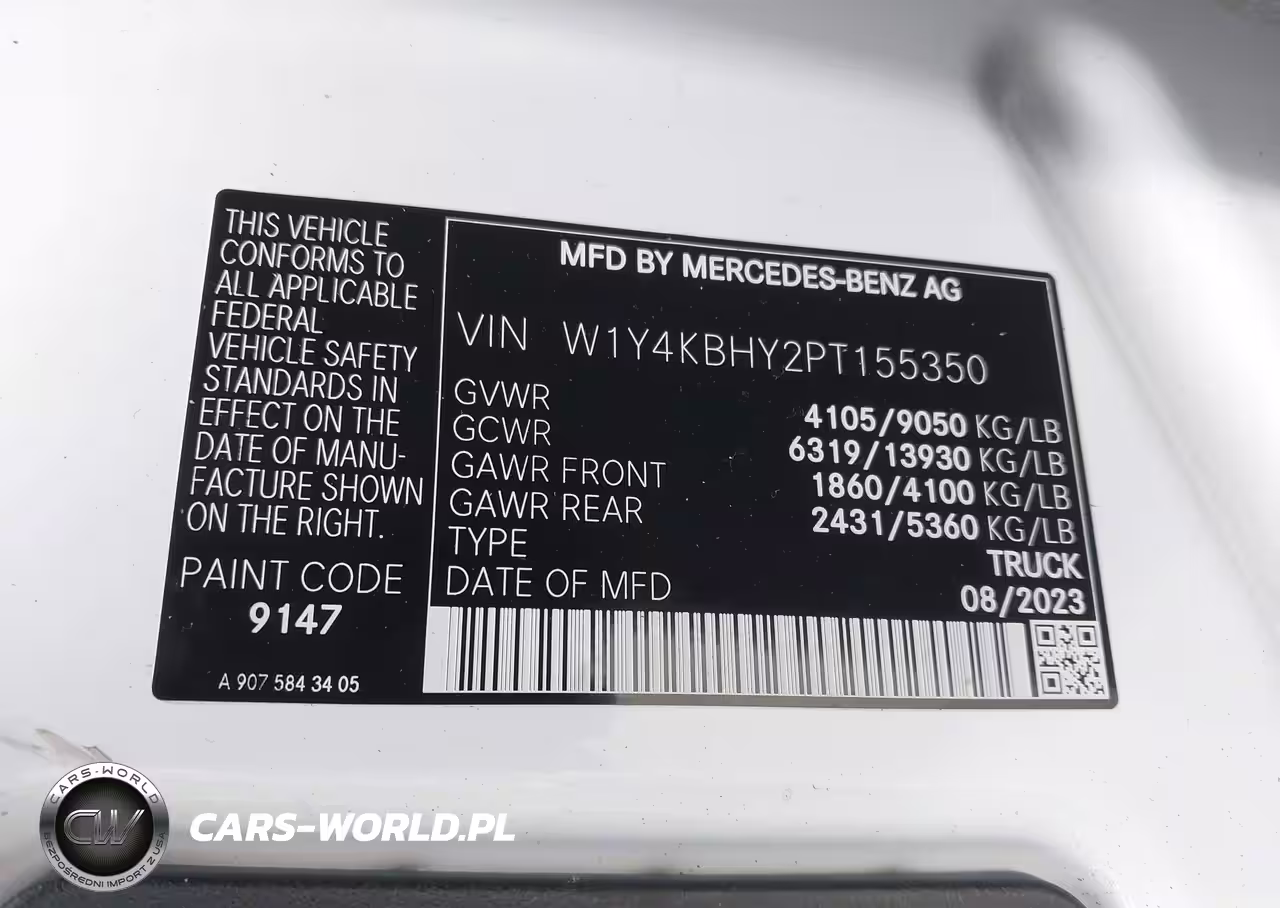 THIS VEHICLE
CONFORMS TO
ALL APPLICABLE
FEDERAL
VEHICLE SAFETY
STANDARDS IN
EFFECT ON THE
DATE OF MANU-
FACTURE SHOWN
ON THE RIGHT.
PAINT CODE
9147
A 907 584 34 05
MFD BY MERCEDES-BENZ AG
VIN W1Y4KBHY2PT155350
GVWR 4105/9050 KG/LB
GCWR 6319/13930 KG/LB
GAWR FRONT 1860/4100 KG/LB
GAWR REAR 2431/5360 KG/LB
TYPE TRUCK
DATE OF MFD 08/2023
CARS-WORLD
CW
BEZPOŚREDNI IMPORT Z USA
CARS-WORLD.PL